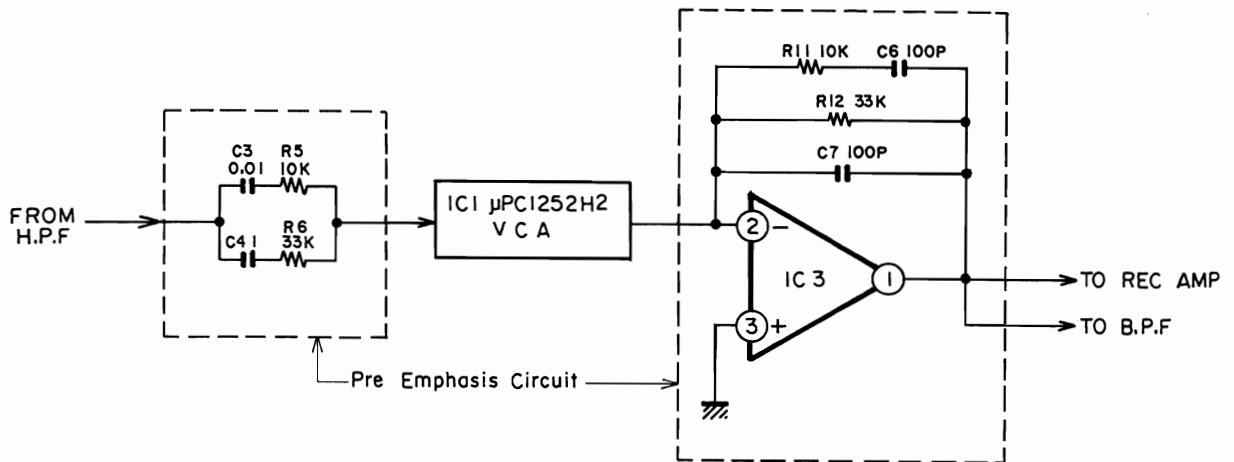 FROM
H.P.F
C3
0.01
R5
10K
C4 1
R6
33K
IC1 µPC1252H2
V C A
R11 10K
C6 100P
R12 33K
C7 100P
2
−
3
+
IC 3
1
TO REC AMP
TO B.P.F
Pre Emphasis Circuit